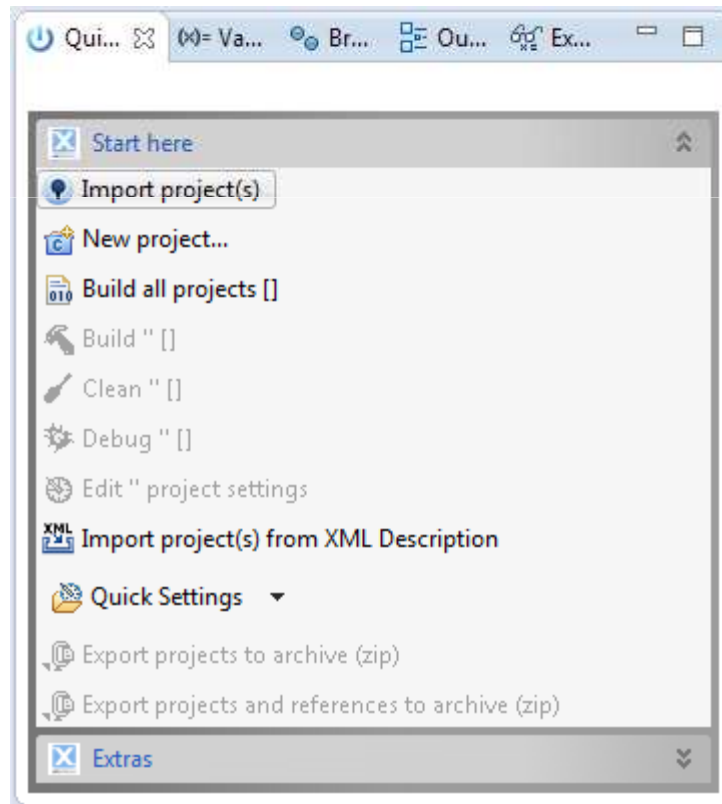 Qui... (x)= Va... Br... Ou... Ex...
Start here
Import project(s)
New project...
Build all projects []
Build '' []
Clean '' []
Debug '' []
Edit '' project settings
XML Import project(s) from XML Description
Quick Settings
Export projects to archive (zip)
Export projects and references to archive (zip)
Extras